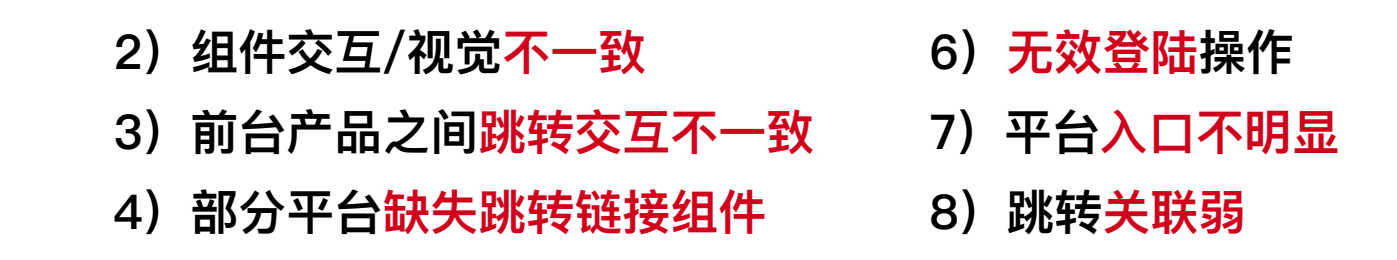 2）组件交互/视觉不一致
3）前台产品之间跳转交互不一致
4）部分平台缺失跳转链接组件
6）无效登陆操作
7）平台入口不明显
8）跳转关联弱